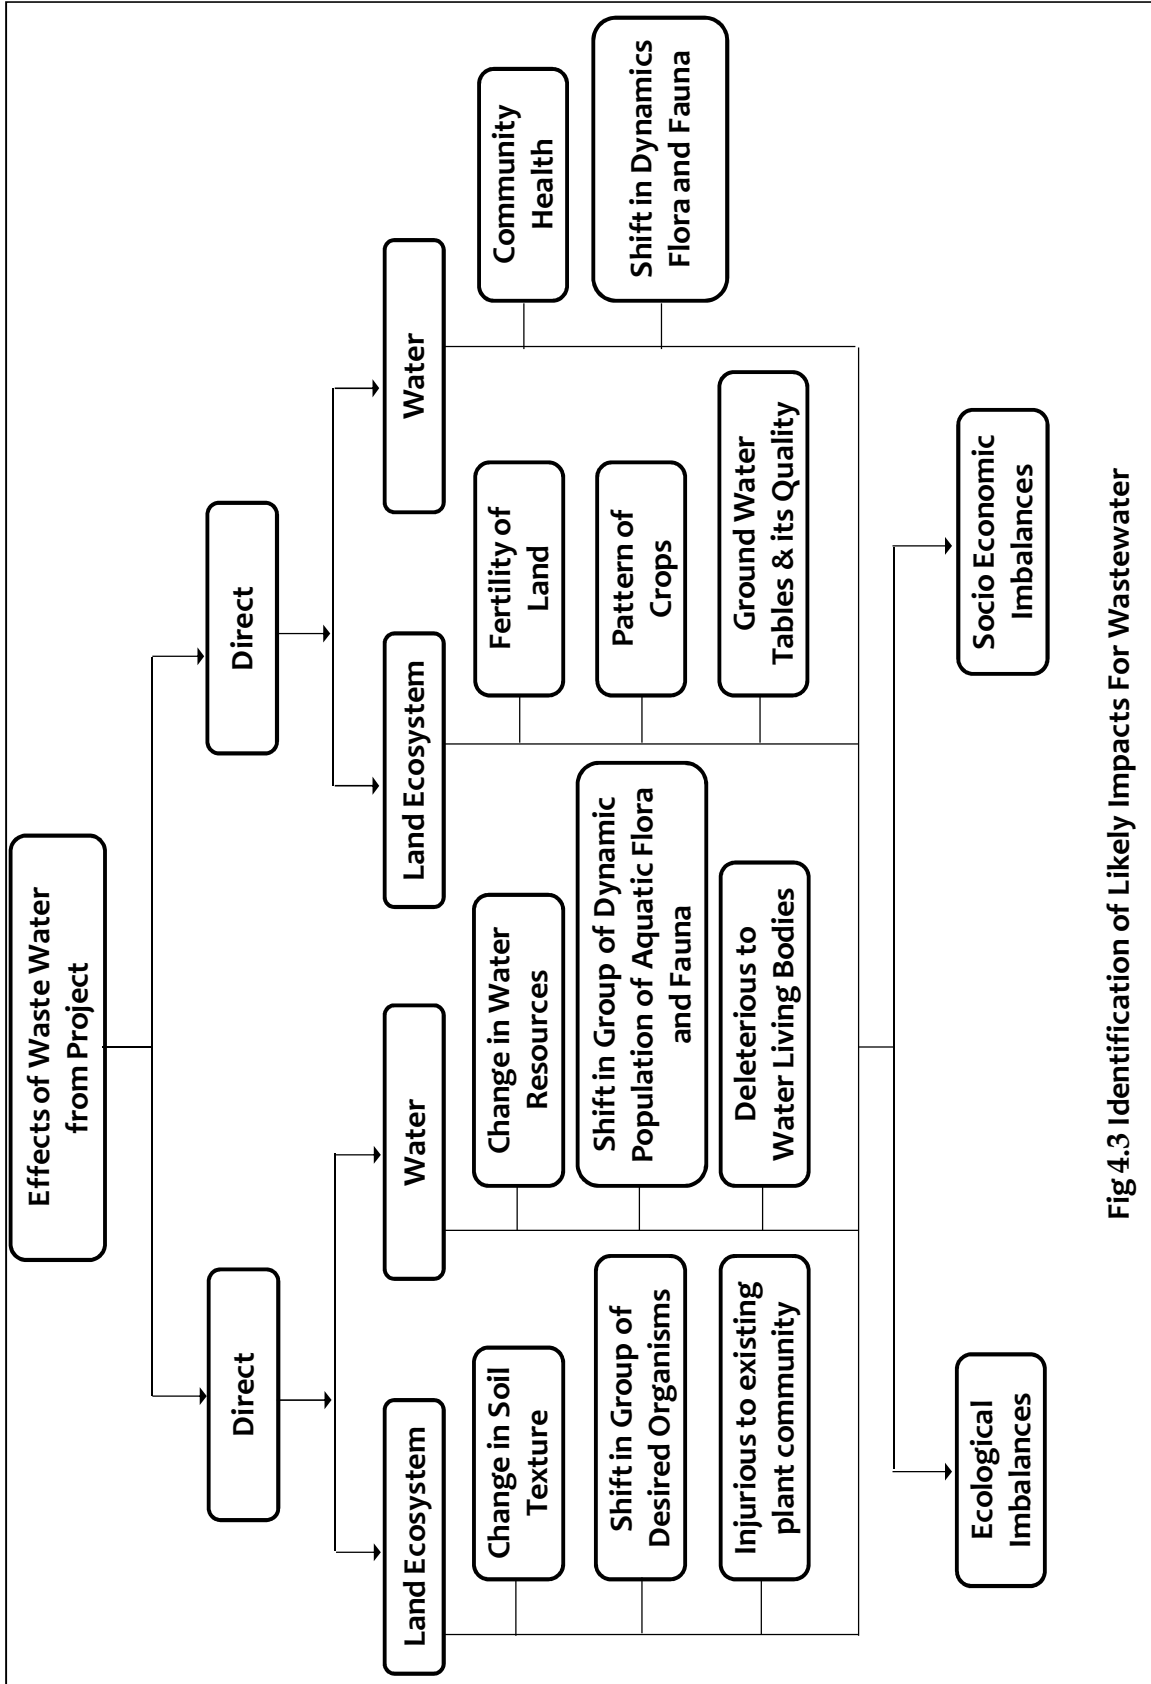 Effects of Waste Water
from Project
Direct
Direct
Land Ecosystem
Water
Land Ecosystem
Water
Change in Soil
Texture
Shift in Group of
Desired Organisms
Injurious to existing
plant community
Change in Water
Resources
Shift in Group of Dynamic
Population of Aquatic Flora
and Fauna
Deleterious to
Water Living Bodies
Fertility of
Land
Pattern of
Crops
Ground Water
Tables & its Quality
Community
Health
Shift in Dynamics
Flora and Fauna
Ecological
Imbalances
Socio Economic
Imbalances
Fig 4.3 Identification of Likely Impacts For Wastewater